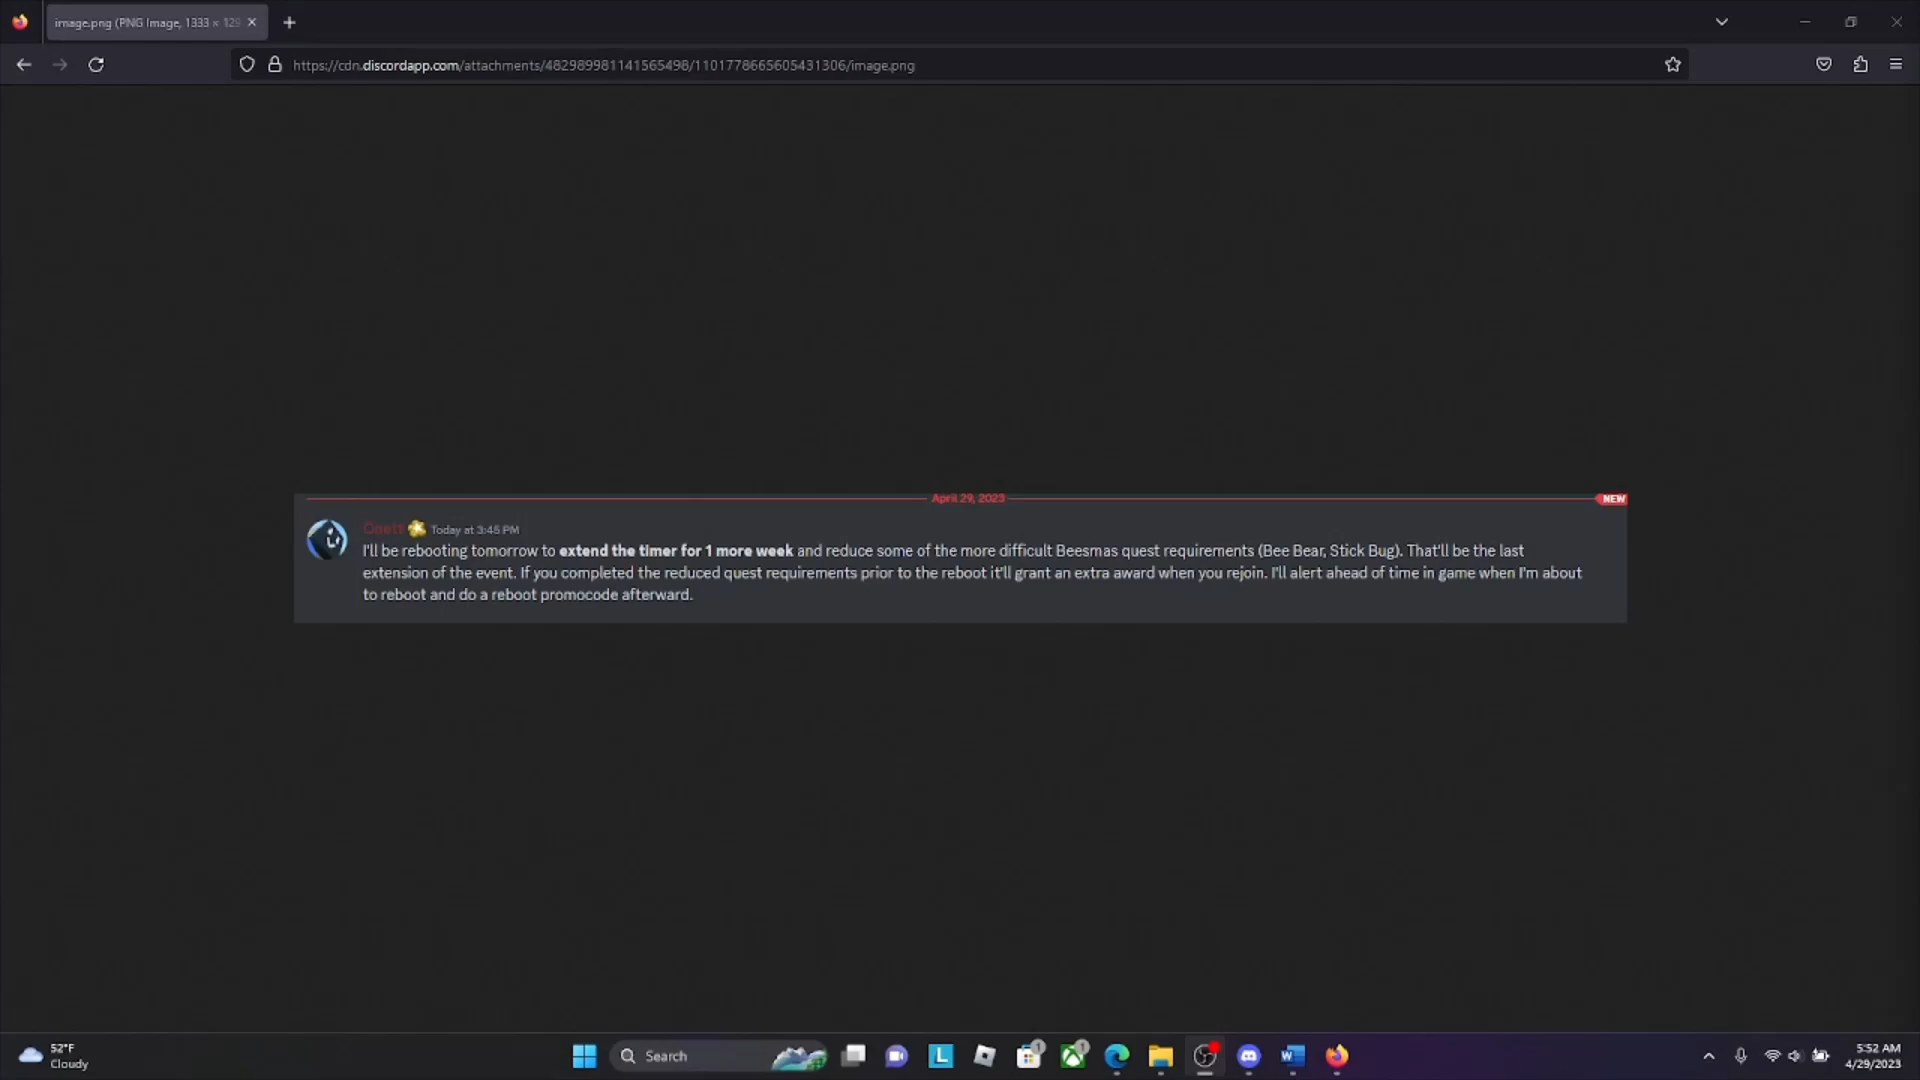 image.png (PNG Image, 1333 × 129
https://cdn.discordapp.com/attachments/482989981141565498/1101778665605431306/image.png
April 29, 2023
NEW
Onett Today at 3:45 PM
I'll be rebooting tomorrow to extend the timer for 1 more week and reduce some of the more difficult Beesmas quest requirements (Bee Bear, Stick Bug). That'll be the last
extension of the event. If you completed the reduced quest requirements prior to the reboot it'll grant an extra award when you rejoin. I'll alert ahead of time in game when I'm about
to reboot and do a reboot promocode afterward.
52°F
Cloudy
Search
L
1
1
5:52 AM
4/29/2023